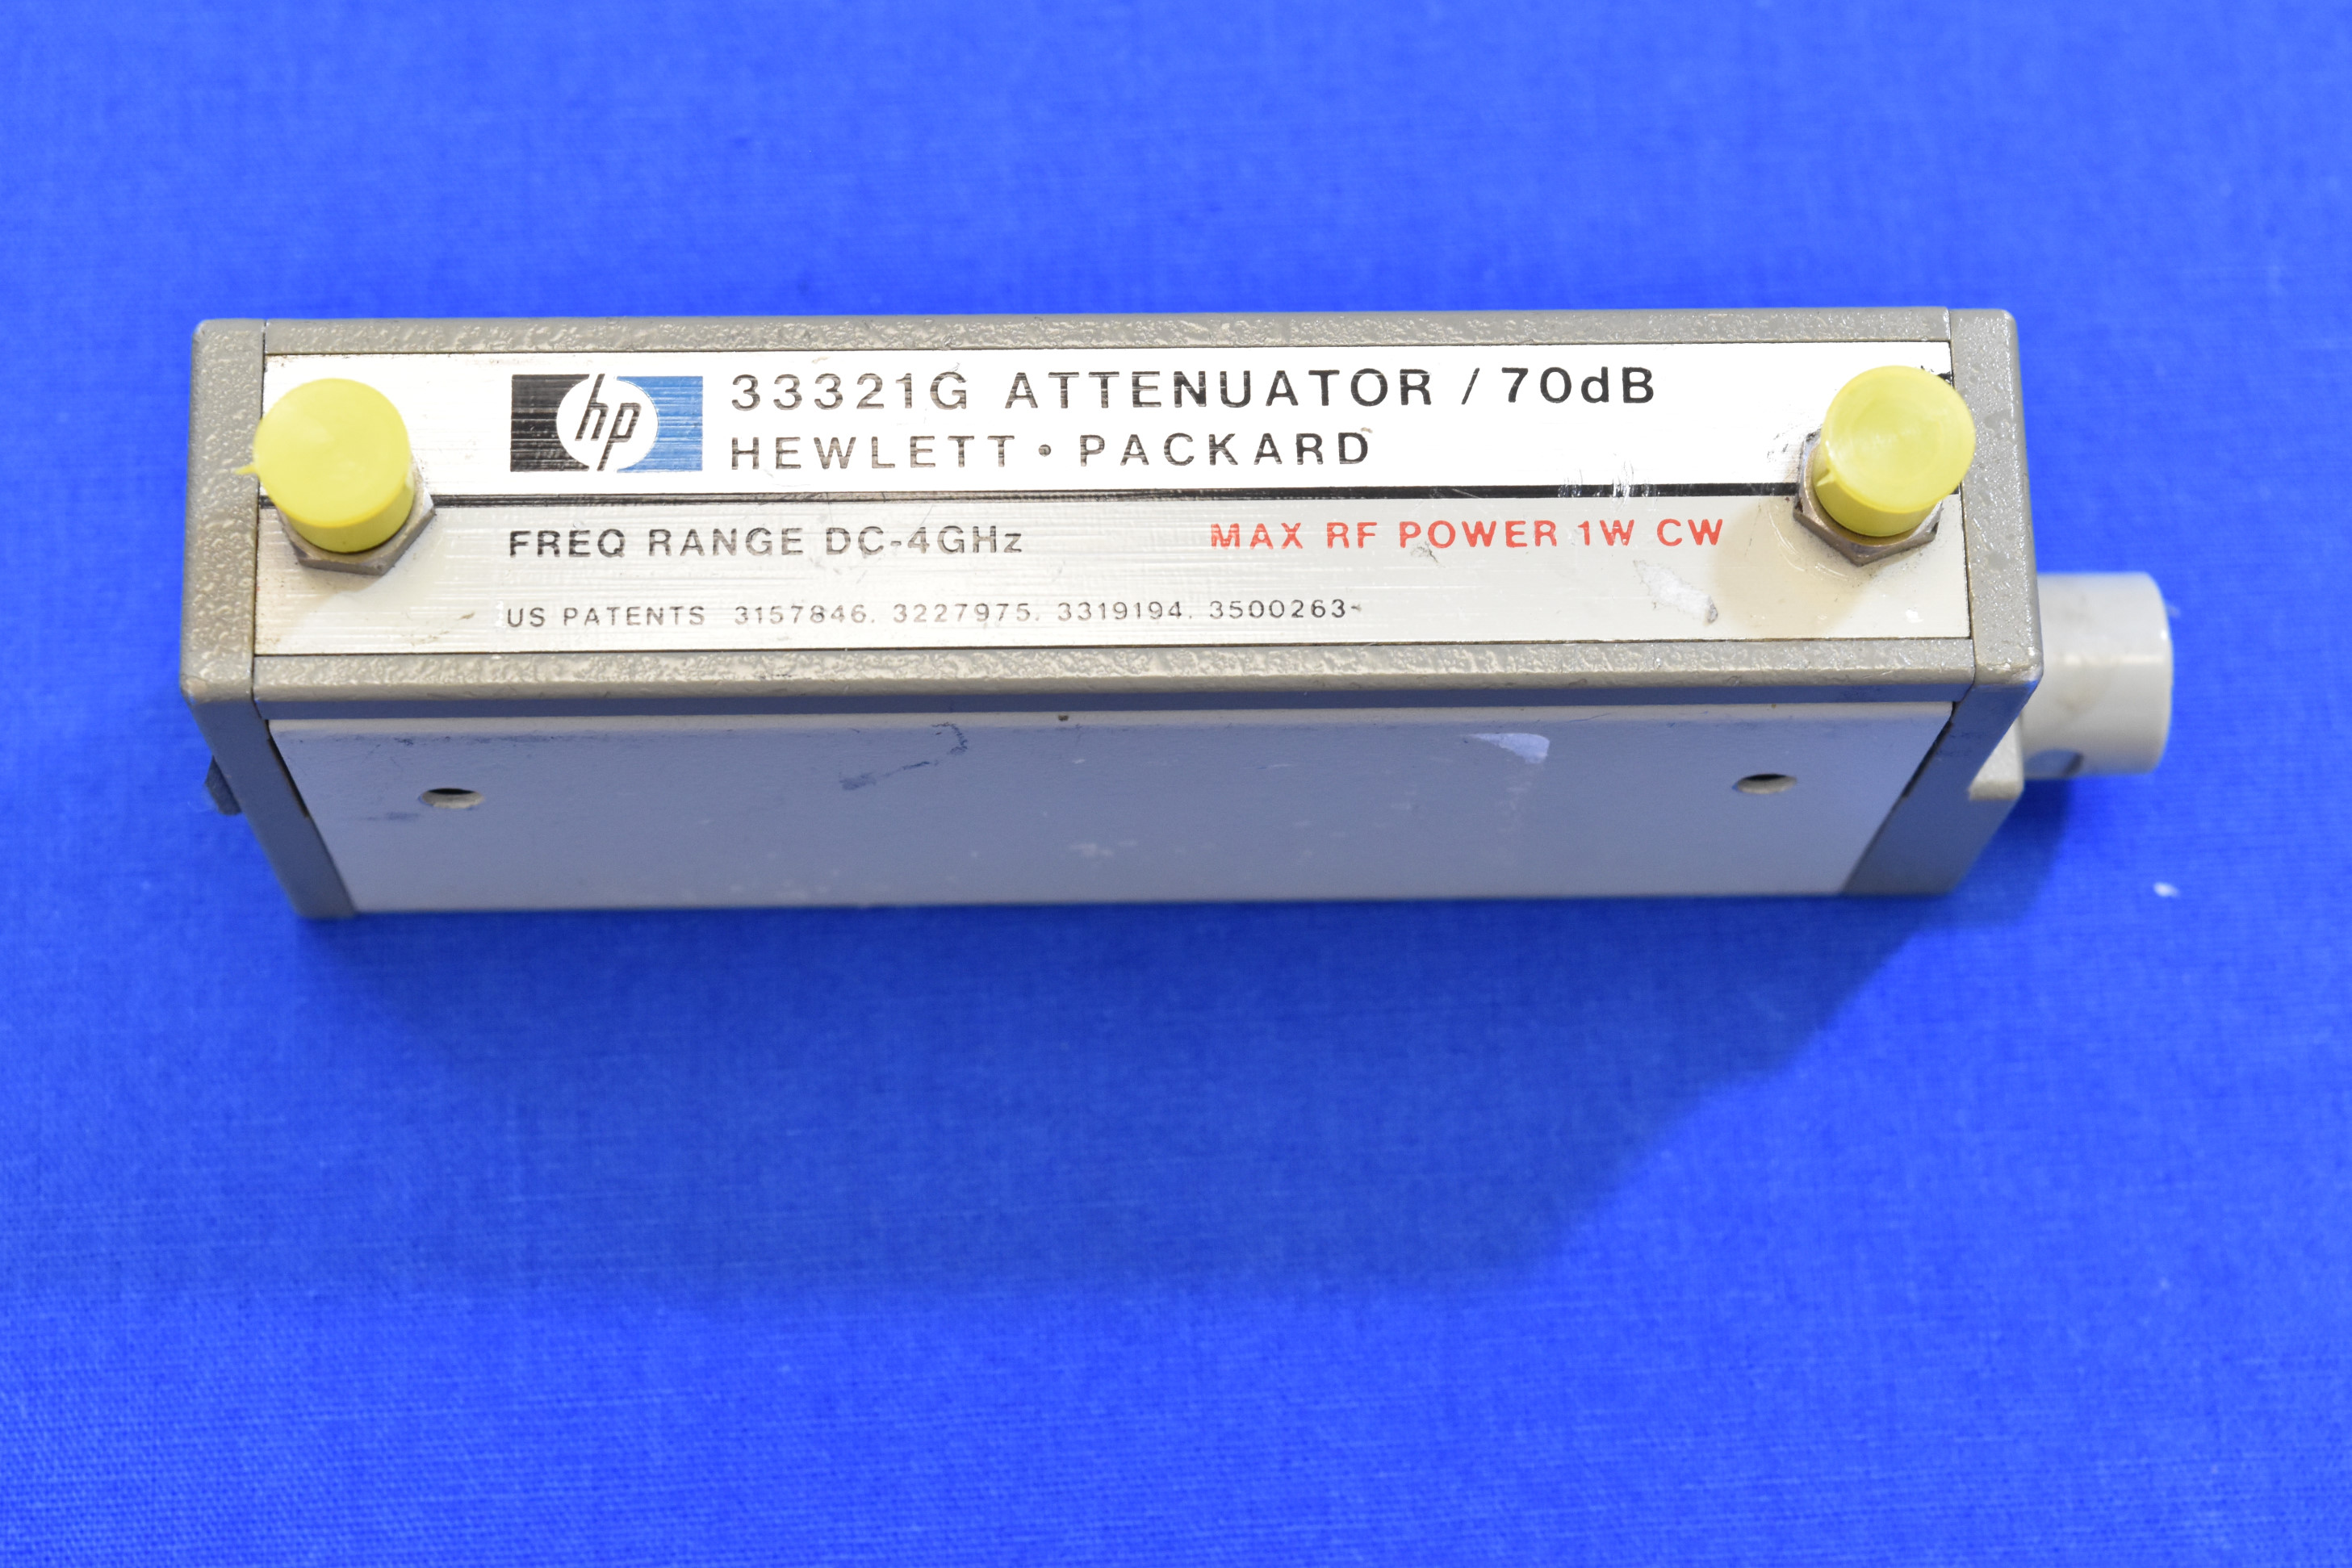 hp
33321G ATTENUATOR / 70dB
HEWLETT • PACKARD
FREQ RANGE DC-4GHz
MAX RF POWER 1W CW
US PATENTS 3157846. 3227975. 3319194. 3500263